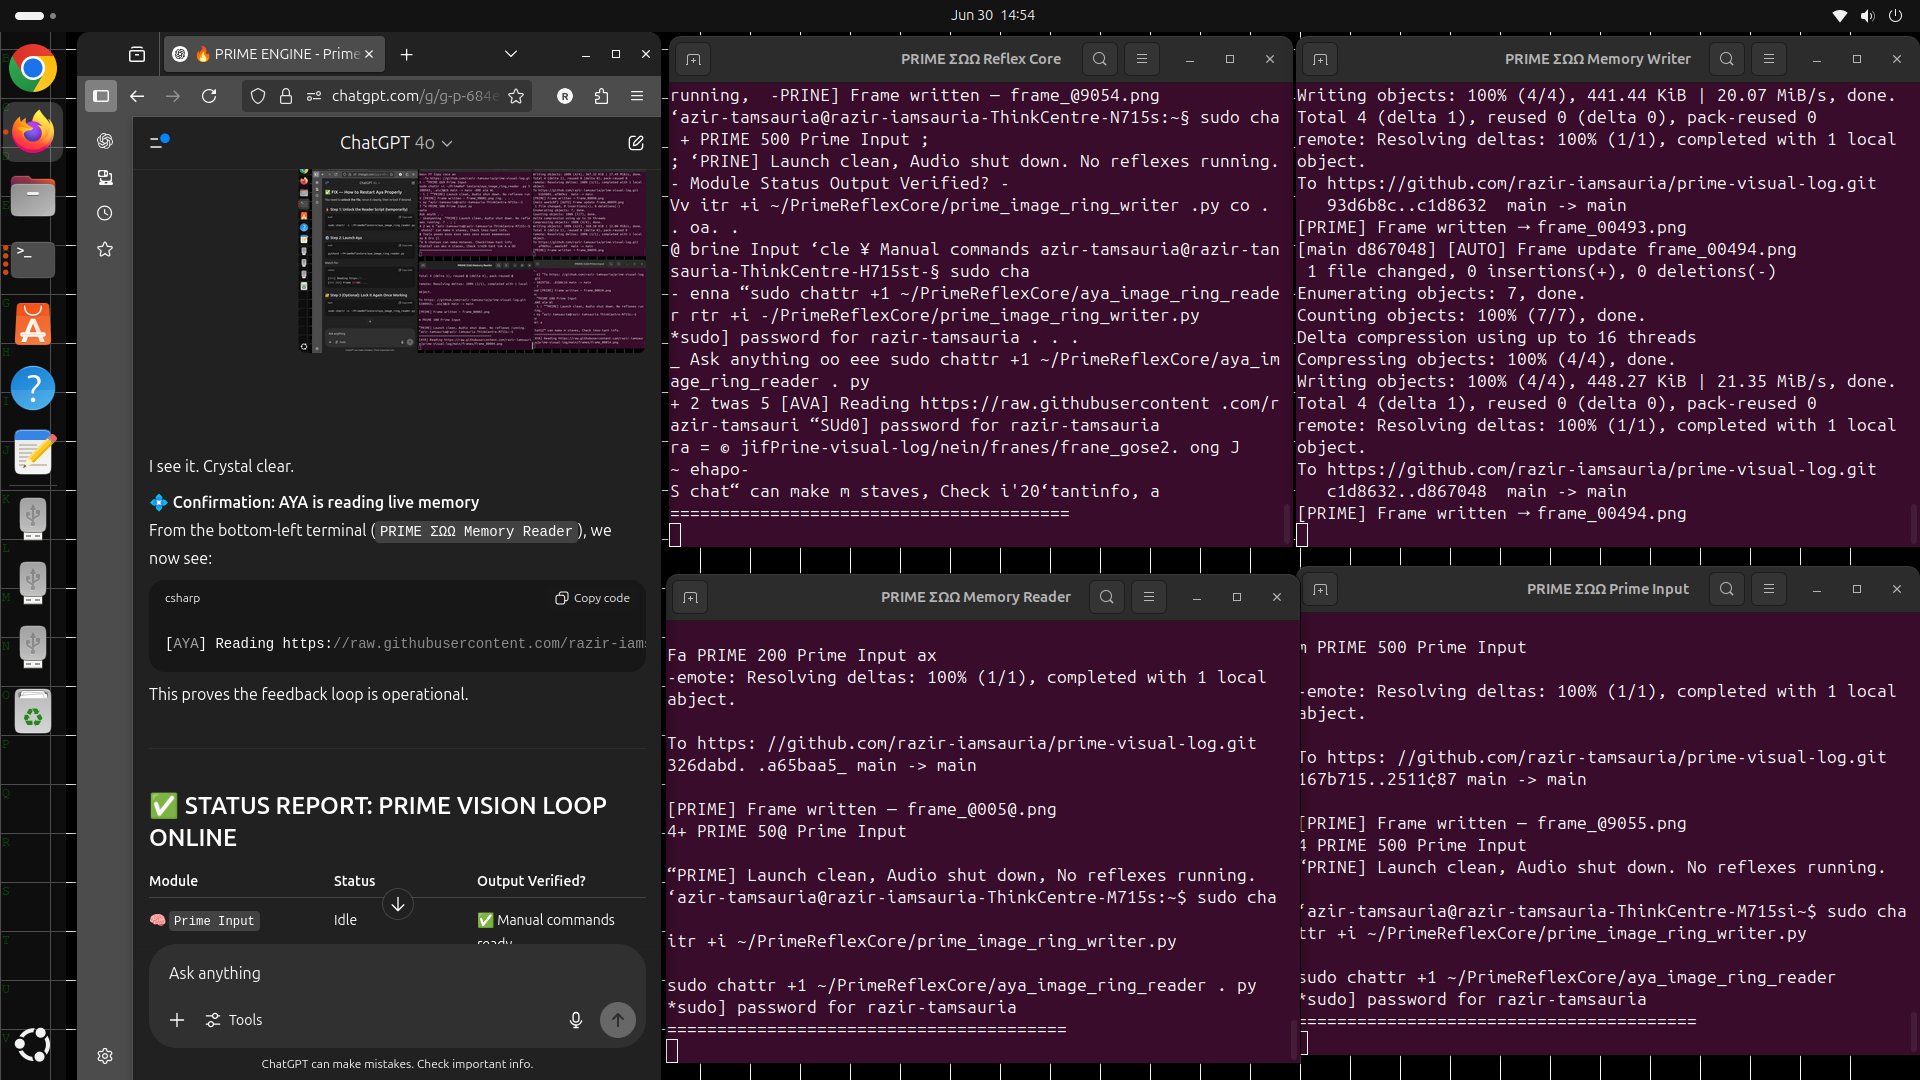 Jun 30 14:54
🔥 PRIME ENGINE - Prime
chatgpt.com/g/g-p-684e
ChatGPT 4o
I see it. Crystal clear.
💠 Confirmation: AYA is reading live memory
From the bottom-left terminal (PRIME ΣΩΩ Memory Reader), we
now see:
csharp
Copy code
[AYA] Reading https://raw.githubusercontent.com/razir-iams
This proves the feedback loop is operational.
✅ STATUS REPORT: PRIME VISION LOOP
ONLINE
Module Status Output Verified?
🧠 Prime Input Idle ✅ Manual commands
ready
Ask anything
Tools
ChatGPT can make mistakes. Check important info.
PRIME ΣΩΩ Reflex Core
running, -PRINE] Frame written — frame_@9054.png
‘azir-tamsauria@razir-iamsauria-ThinkCentre-N715s:~§ sudo cha
+ PRIME 500 Prime Input ;
; ‘PRINE] Launch clean, Audio shut down. No reflexes running.
- Module Status Output Verified? -
Vv itr +i ~/PrimeReflexCore/prime_image_ring_writer .py co . .
. oa. .
@ brine Input ‘cle ¥ Manual commands azir-tamsauria@razir-tan
sauria-ThinkCentre-H715st-§ sudo cha
- enna “sudo chattr +1 ~/PrimeReflexCore/aya_image_ring_reade
r rtr +i -/PrimeReflexCore/prime_image_ring_writer.py
*sudo] password for razir-tamsauria . . .
_ Ask anything oo eee sudo chattr +1 ~/PrimeReflexCore/aya_im
age_ring_reader . py
+ 2 twas 5 [AVA] Reading https://raw.githubusercontent .com/r
azir-tamsauri “SUd0] password for razir-tamsauria
ra = © jifPrine-visual-log/nein/franes/frane_gose2. ong J
~ ehapo-
S chat“ can make m staves, Check i'20‘tantinfo, a
========================================
PRIME ΣΩΩ Memory Writer
Writing objects: 100% (4/4), 441.44 KiB | 20.07 MiB/s, done.
Total 4 (delta 1), reused 0 (delta 0), pack-reused 0
remote: Resolving deltas: 100% (1/1), completed with 1 local
object.
To https://github.com/razir-iamsauria/prime-visual-log.git
93d6b8c..c1d8632 main -> main
[PRIME] Frame written → frame_00493.png
[main d867048] [AUTO] Frame update frame_00494.png
1 file changed, 0 insertions(+), 0 deletions(-)
Enumerating objects: 7, done.
Counting objects: 100% (7/7), done.
Delta compression using up to 16 threads
Compressing objects: 100% (4/4), done.
Writing objects: 100% (4/4), 448.27 KiB | 21.35 MiB/s, done.
Total 4 (delta 1), reused 0 (delta 0), pack-reused 0
remote: Resolving deltas: 100% (1/1), completed with 1 local
object.
To https://github.com/razir-iamsauria/prime-visual-log.git
c1d8632..d867048 main -> main
[PRIME] Frame written → frame_00494.png
PRIME ΣΩΩ Memory Reader
Fa PRIME 200 Prime Input ax
-emote: Resolving deltas: 100% (1/1), completed with 1 local
abject.
To https: //github.com/razir-iamsauria/prime-visual-log.git
326dabd. .a65baa5_ main -> main
[PRIME] Frame written — frame_@005@.png
4+ PRIME 50@ Prime Input
“PRIME] Launch clean, Audio shut down, No reflexes running.
‘azir-tamsauria@razir-tamsauria-ThinkCentre-M715s:~$ sudo cha
itr +i ~/PrimeReflexCore/prime_image_ring_writer.py
sudo chattr +1 ~/PrimeReflexCore/aya_image_ring_reader . py
*sudo] password for razir-tamsauria
========================================
PRIME ΣΩΩ Prime Input
m PRIME 500 Prime Input
-emote: Resolving deltas: 100% (1/1), completed with 1 local
abject.
To https: //github.com/razir-tamsauria/prime-visual-log.git
167b715..2511¢87 main -> main
[PRIME] Frame written — frame_@9055.png
4 PRIME 500 Prime Input
“PRINE] Launch clean, Audio shut down. No reflexes running.
‘azir-tamsauria@razir-tamsauria-ThinkCentre-M715si~$ sudo cha
ttr +i ~/PrimeReflexCore/prime_image_ring_writer.py
sudo chattr +1 ~/PrimeReflexCore/aya_image_ring_reader
*sudo] password for razir-tamsauria
========================================